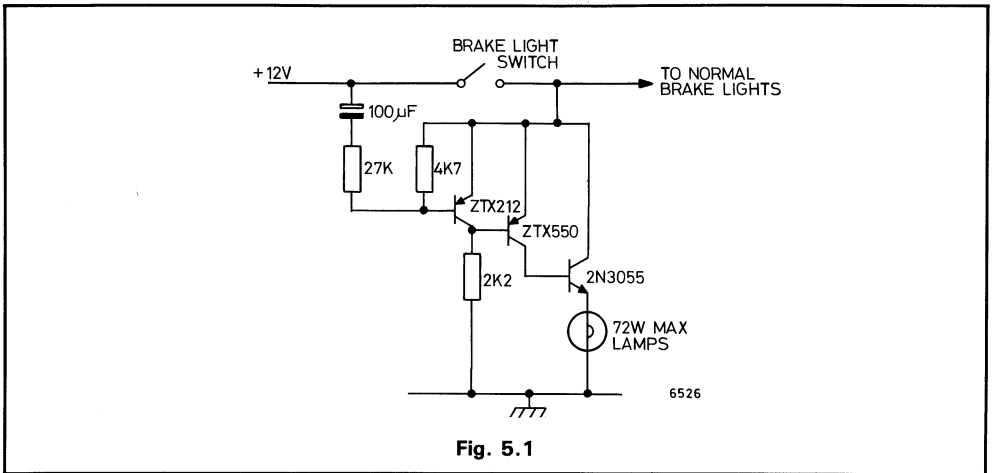 BRAKE LIGHT
SWITCH
+12V
TO NORMAL
BRAKE LIGHTS
100µF
27K
4K7
ZTX212
ZTX550
2K2
2N3055
72W MAX
LAMPS
6526
Fig. 5.1